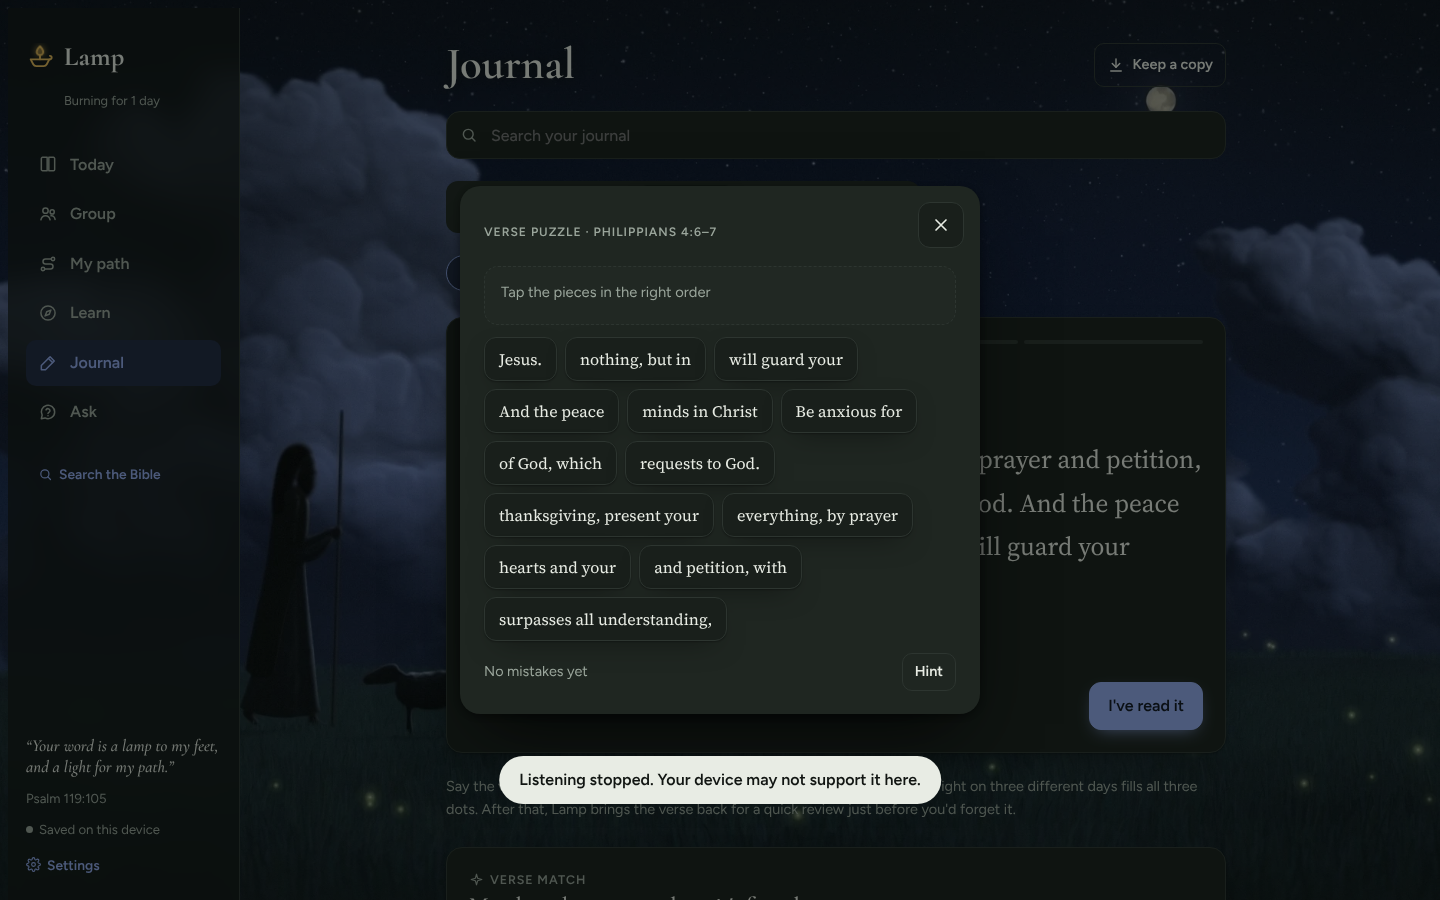 Lamp
Burning for 1 day
Today
Group
My path
Learn
Journal
Ask
Search the Bible
“Your word is a lamp to my feet,
and a light for my path.”
Psalm 119:105
Saved on this device
Settings
Journal
Keep a copy
Search your journal
VERSE PUZZLE · PHILIPPIANS 4:6–7
Tap the pieces in the right order
Jesus. nothing, but in will guard your
And the peace minds in Christ Be anxious for
of God, which requests to God.
thanksgiving, present your everything, by prayer
hearts and your and petition, with
surpasses all understanding,
No mistakes yet Hint
prayer and petition,
od. And the peace
ill guard your
I've read it
Listening stopped. Your device may not support it here.
Say the ight on three different days fills all three
dots. After that, Lamp brings the verse back for a quick review just before you'd forget it.
VERSE MATCH